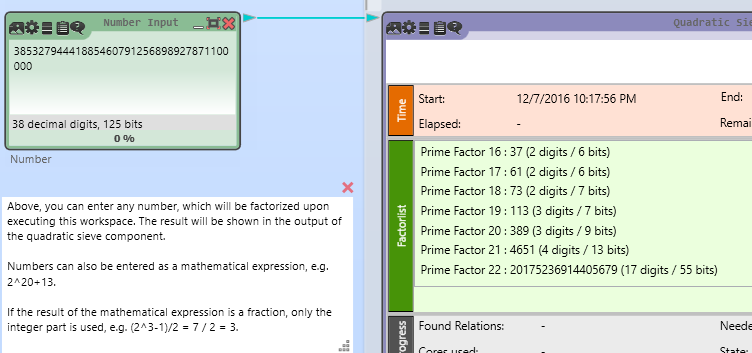 Number Input
38532794441885460791256898927871100
000
38 decimal digits, 125 bits
0 %
Number
Above, you can enter any number, which will be factorized upon
executing this workspace. The result will be shown in the output of
the quadratic sieve component.
Numbers can also be entered as a mathematical expression, e.g.
2^20+13.
If the result of the mathematical expression is a fraction, only the
integer part is used, e.g. (2^3-1)/2 = 7 / 2 = 3.
Quadratic Sie
Time
Start: 12/7/2016 10:17:56 PM End:
Elapsed: - Remai
Factorlist
Prime Factor 16 : 37 (2 digits / 6 bits)
Prime Factor 17 : 61 (2 digits / 6 bits)
Prime Factor 18 : 73 (2 digits / 7 bits)
Prime Factor 19 : 113 (3 digits / 7 bits)
Prime Factor 20 : 389 (3 digits / 9 bits)
Prime Factor 21 : 4651 (4 digits / 13 bits)
Prime Factor 22 : 20175236914405679 (17 digits / 55 bits)
rogress
Found Relations: - Neede
Cores used: - State: